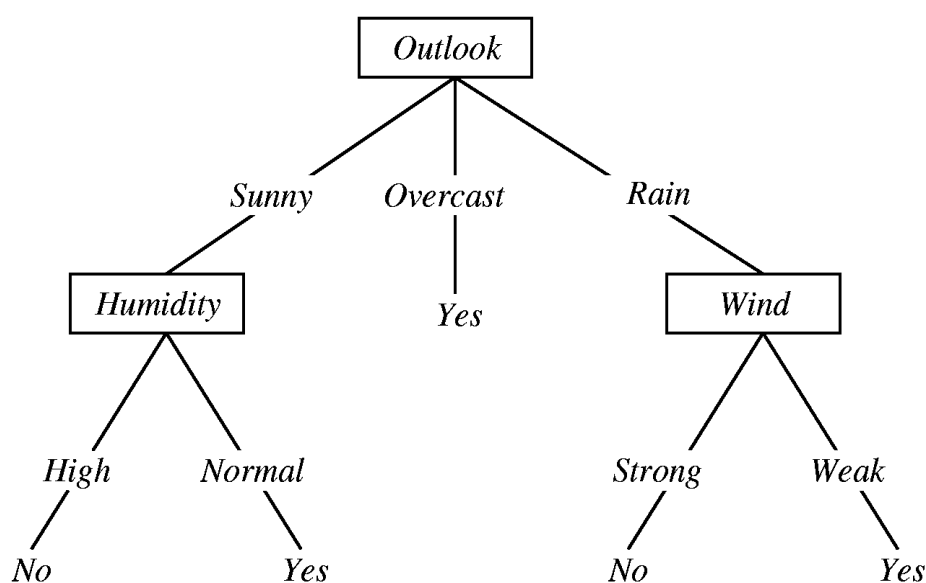 Outlook
Sunny Overcast Rain
Humidity Yes Wind
High Normal Strong Weak
No Yes No Yes